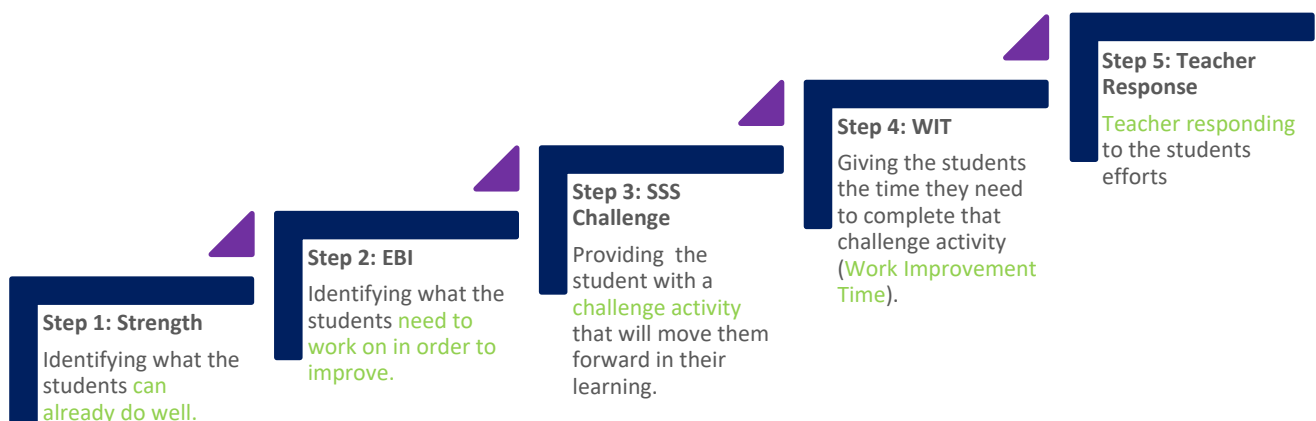 Step 1: Strength
Identifying what the
students can
already do well.
Step 2: EBI
Identifying what the
students need to
work on in order to
improve.
Step 3: SSS
Challenge
Providing  the
student with a
challenge activity
that will move them
forward in their
learning.
Step 4: WIT
Giving the students
the time they need
to complete that
challenge activity
(Work Improvement
Time).
Step 5: Teacher
Response
Teacher responding
to the students
efforts